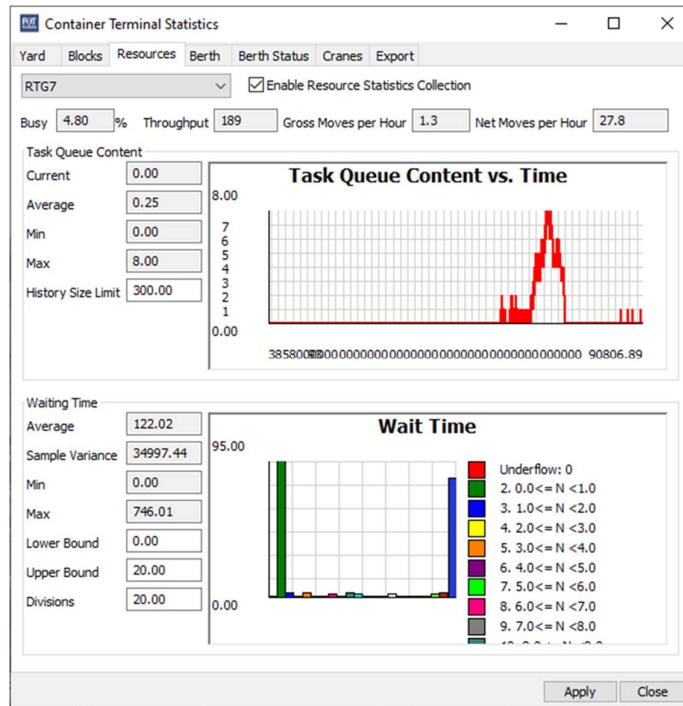 Container Terminal Statistics
Yard Blocks Resources Berth Berth Status Cranes Export
RTG7 Enable Resource Statistics Collection
Busy 4.80 % Throughput 189 Gross Moves per Hour 1.3 Net Moves per Hour 27.8
Task Queue Content
Current 0.00
Average 0.25
Min 0.00
Max 8.00
History Size Limit 300.00
Task Queue Content vs. Time
8.00
7
6
5
4
3
2
1
0.00
90806.89
Waiting Time
Average 122.02
Sample Variance 34997.44
Min 0.00
Max 746.01
Lower Bound 0.00
Upper Bound 20.00
Divisions 20.00
Wait Time
95.00
0.00
Underflow: 0
2. 0.0<= N <1.0
3. 1.0<= N <2.0
4. 2.0<= N <3.0
5. 3.0<= N <4.0
6. 4.0<= N <5.0
7. 5.0<= N <6.0
8. 6.0<= N <7.0
9. 7.0<= N <8.0
Apply Close